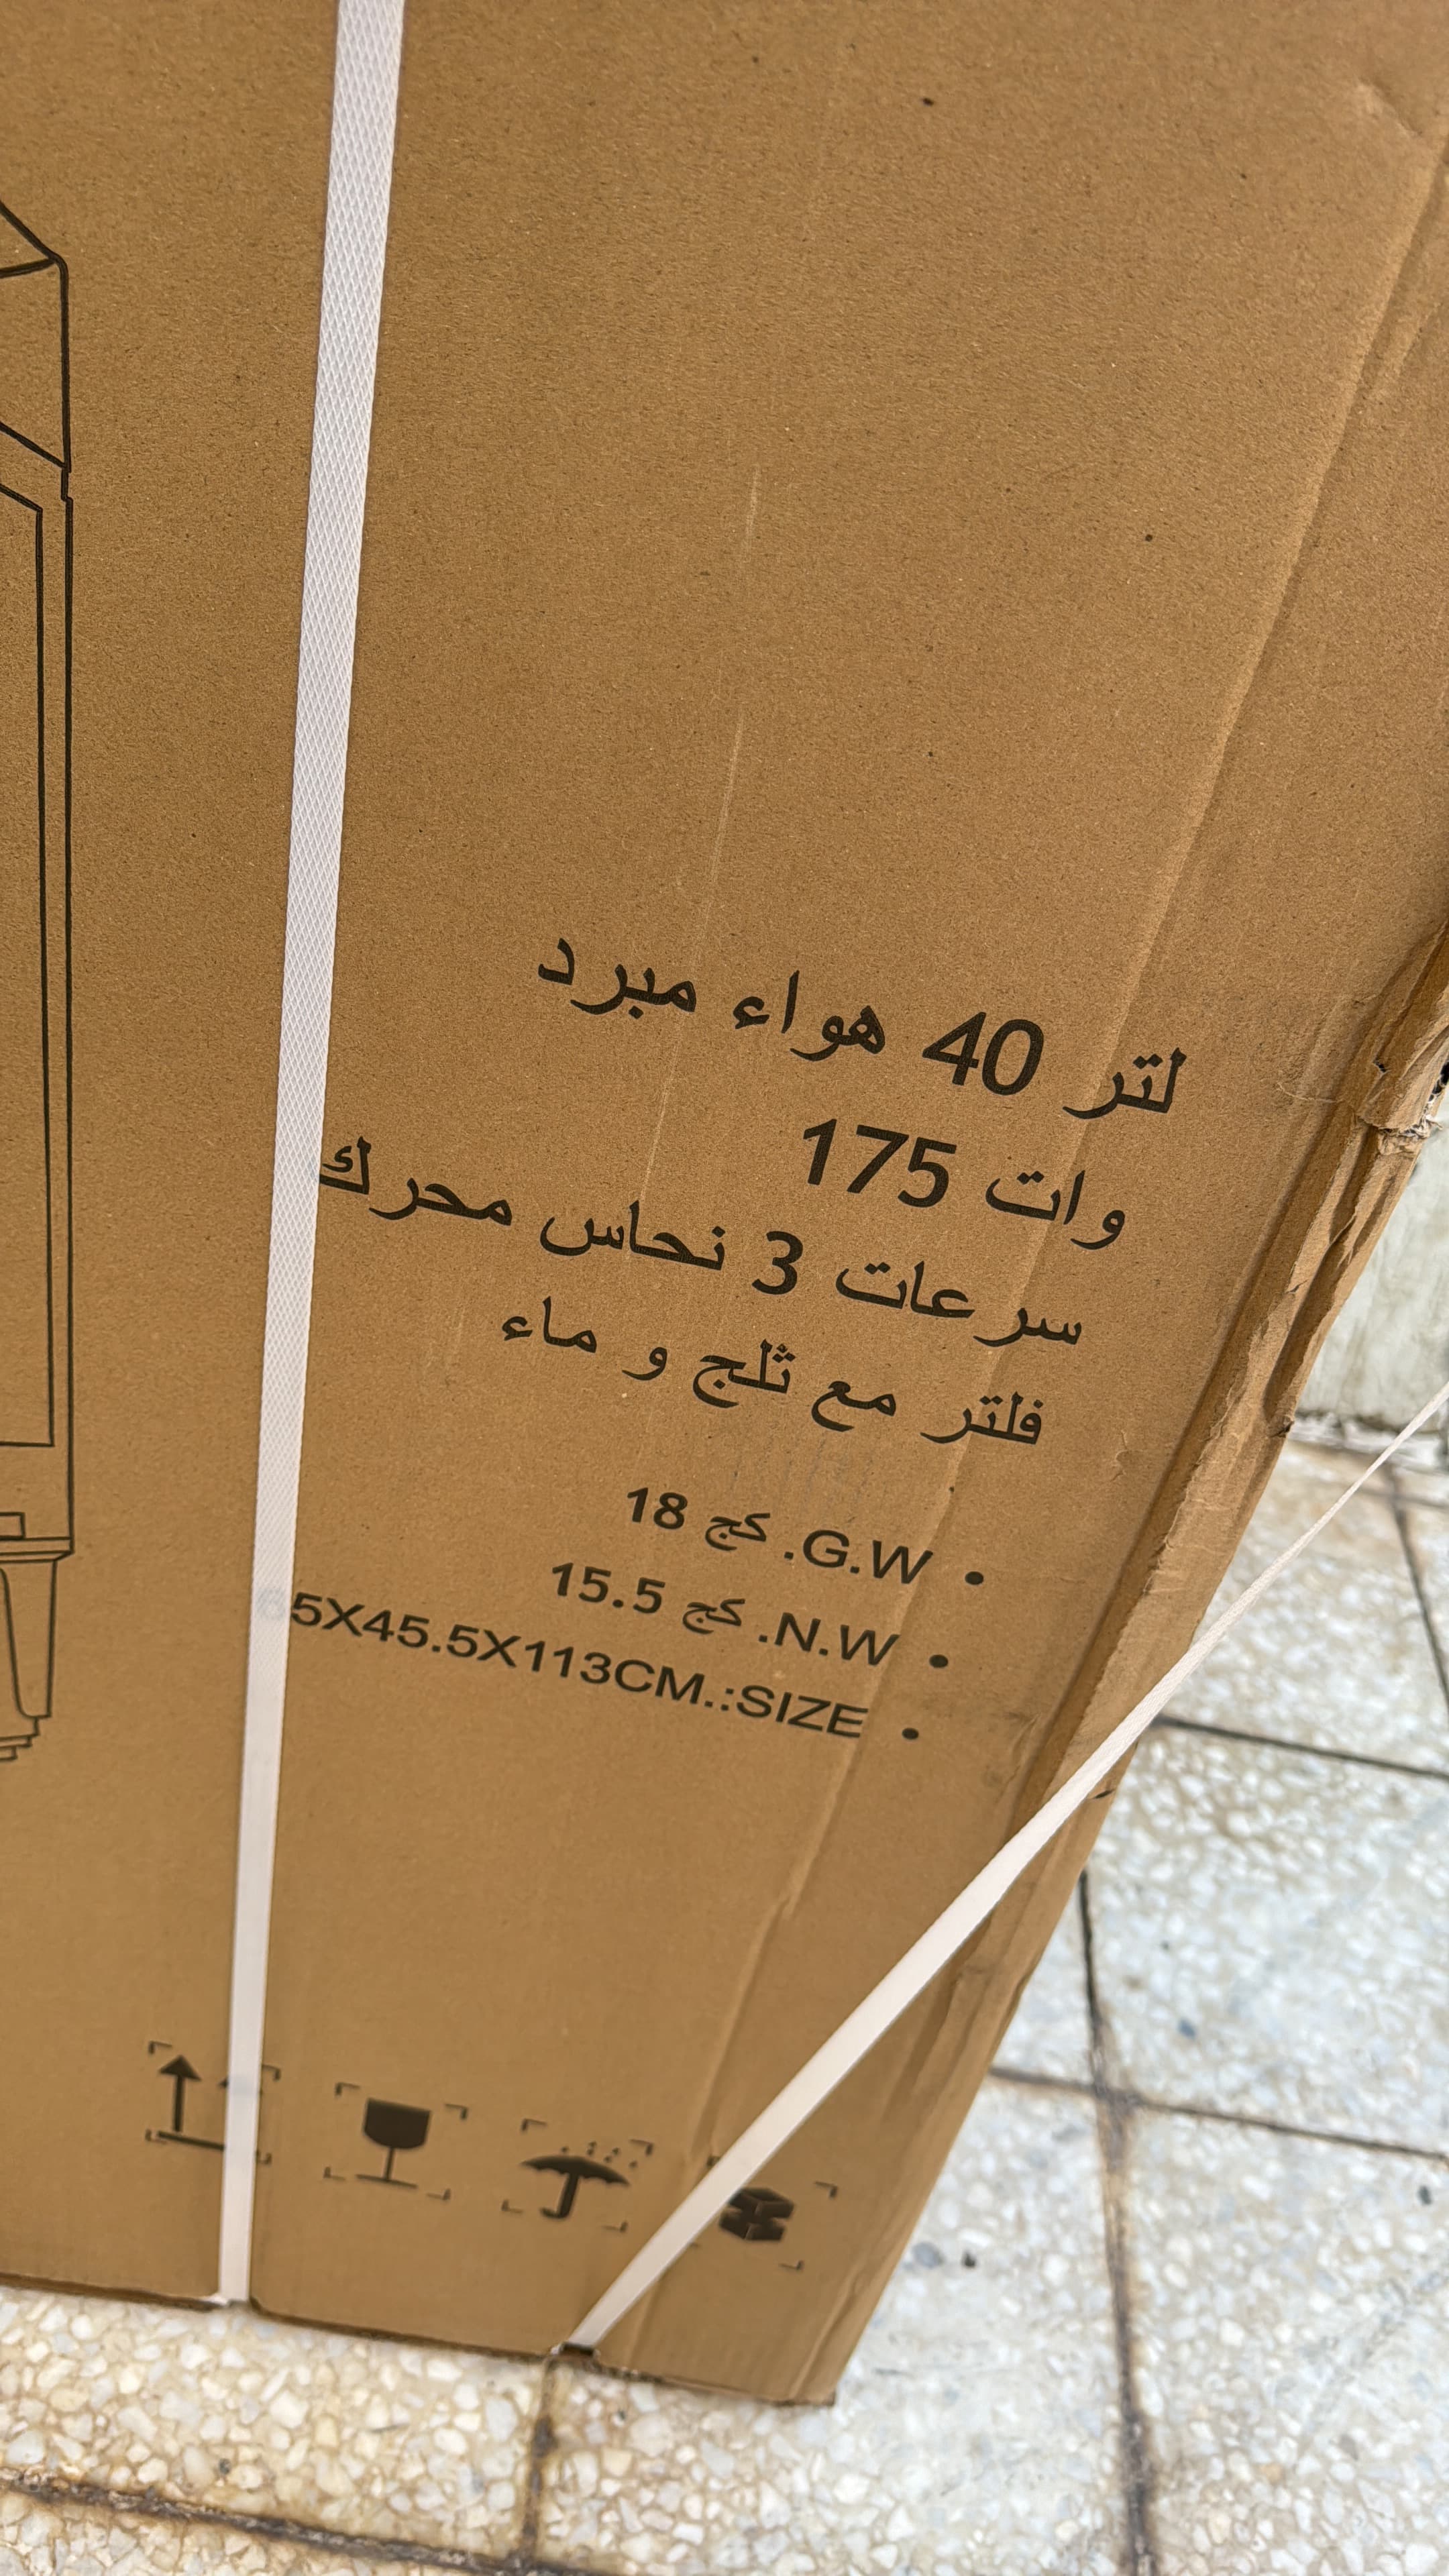 لتر 40 هواء مبرد
وات 175
سرعات 3 نحاس محرك
فلتر مع ثلج و ماء
• G.W. كج 18
• N.W. كج 15.5
• SIZE:.5X45.5X113CM